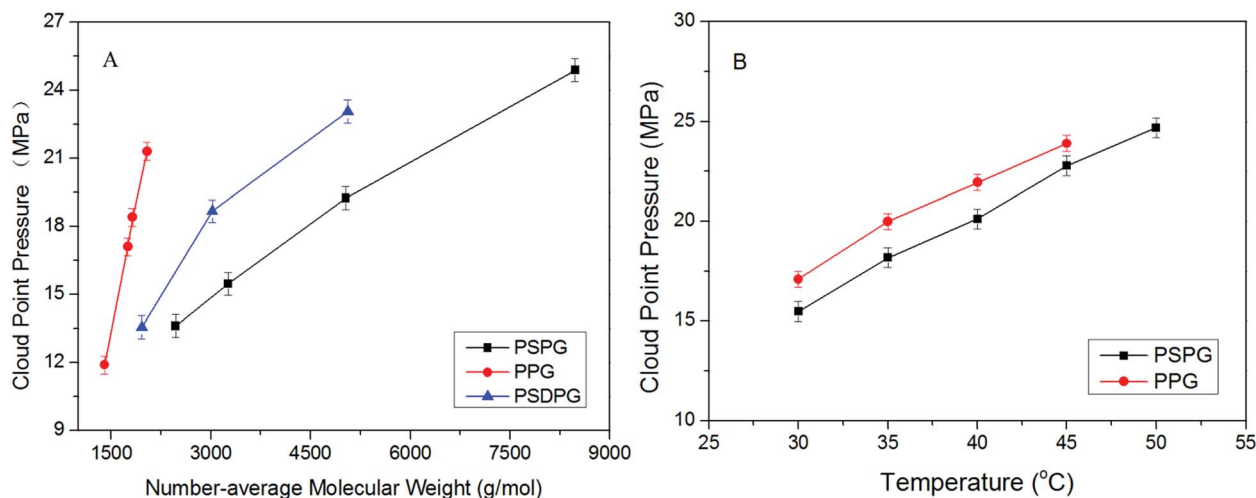 A
Cloud Point Pressure（MPa）
27
24
21
18
15
12
9
PSPG
PPG
PSDPG
1500 3000 4500 6000 7500 9000
Number-average Molecular Weight (g/mol)
B
Cloud Point Pressure (MPa)
30
25
20
15
10
PSPG
PPG
25 30 35 40 45 50 55
Temperature (°C)